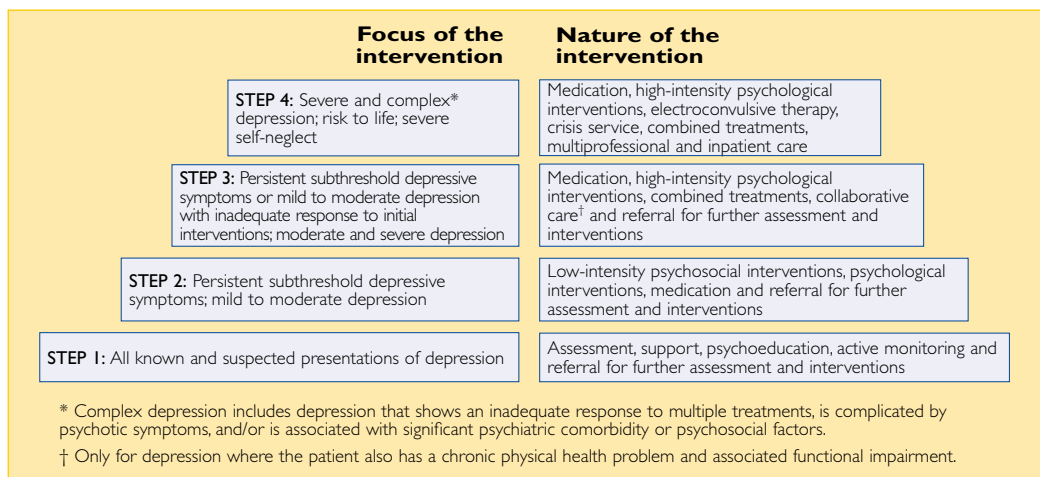 Focus of the
intervention
Nature of the
intervention
STEP 4: Severe and complex*
depression; risk to life; severe
self-neglect
Medication, high-intensity psychological
interventions, electroconvulsive therapy,
crisis service, combined treatments,
multiprofessional and inpatient care
STEP 3: Persistent subthreshold depressive
symptoms or mild to moderate depression
with inadequate response to initial
interventions; moderate and severe depression
Medication, high-intensity psychological
interventions, combined treatments, collaborative
care† and referral for further assessment and
interventions
STEP 2: Persistent subthreshold depressive
symptoms; mild to moderate depression
Low-intensity psychosocial interventions, psychological
interventions, medication and referral for further
assessment and interventions
STEP 1: All known and suspected presentations of depression
Assessment, support, psychoeducation, active monitoring and
referral for further assessment and interventions
* Complex depression includes depression that shows an inadequate response to multiple treatments, is complicated by
psychotic symptoms, and/or is associated with significant psychiatric comorbidity or psychosocial factors.
† Only for depression where the patient also has a chronic physical health problem and associated functional impairment.